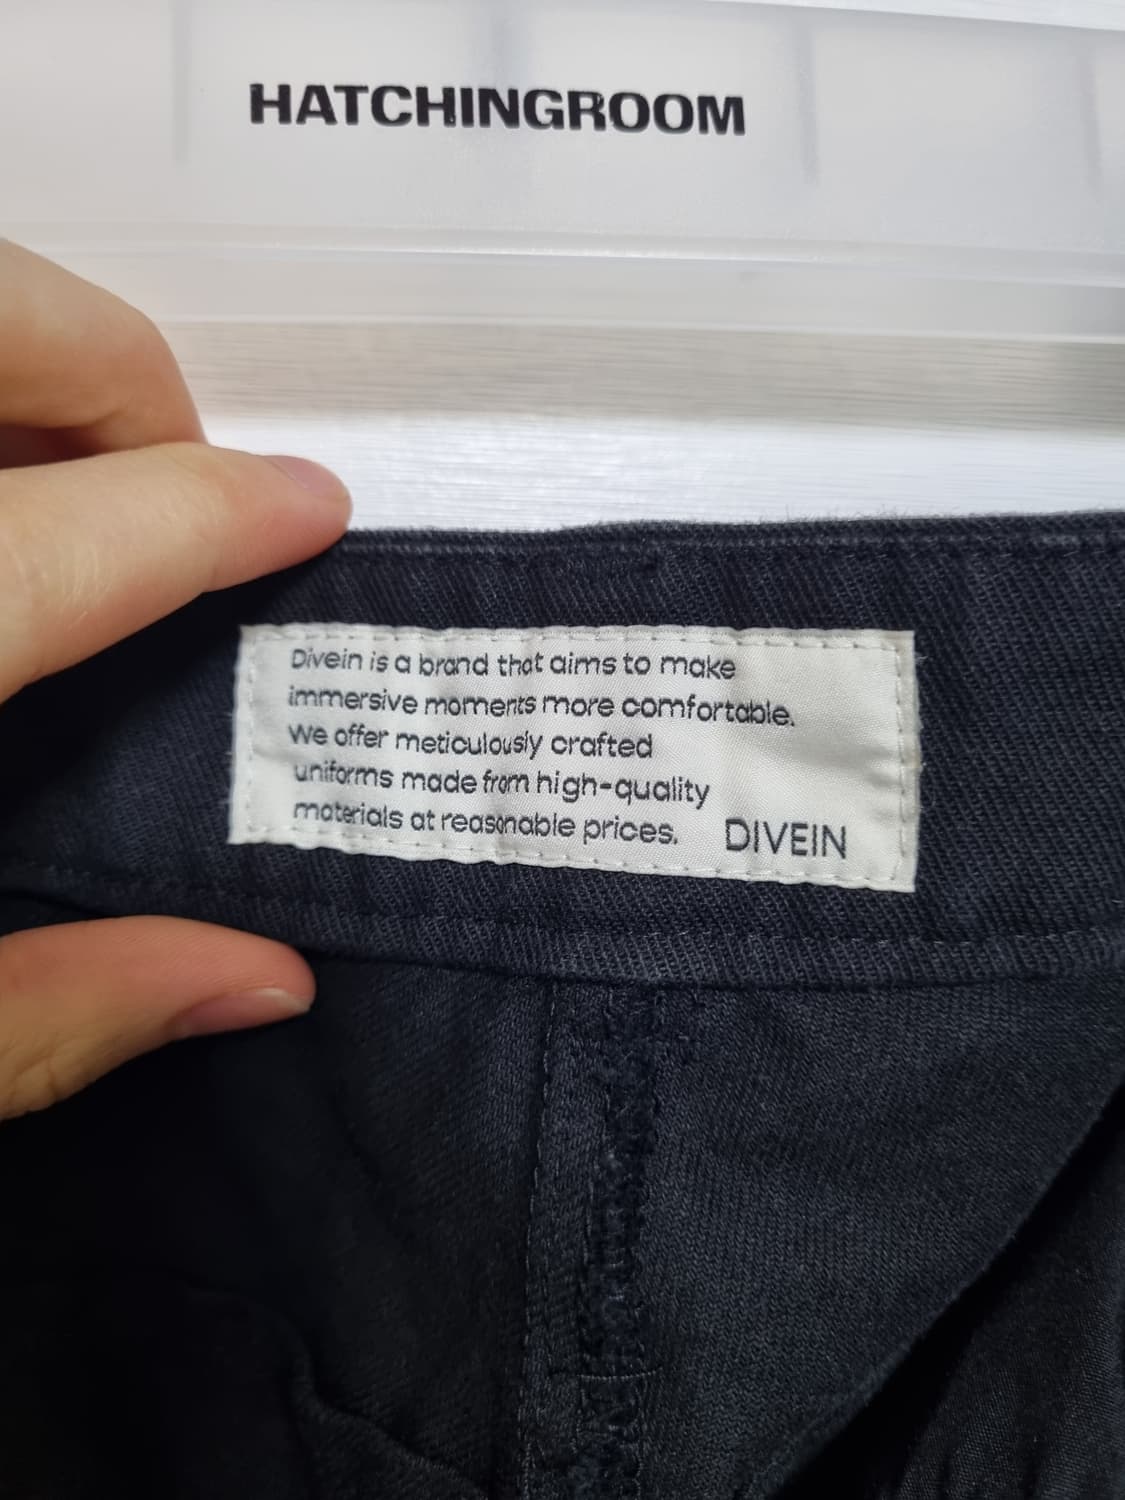 HATCHINGROOM
Divein is a brand that aims to make
immersive moments more comfortable.
We offer meticulously crafted
uniforms made from high-quality
materials at reasonable prices. DIVEIN